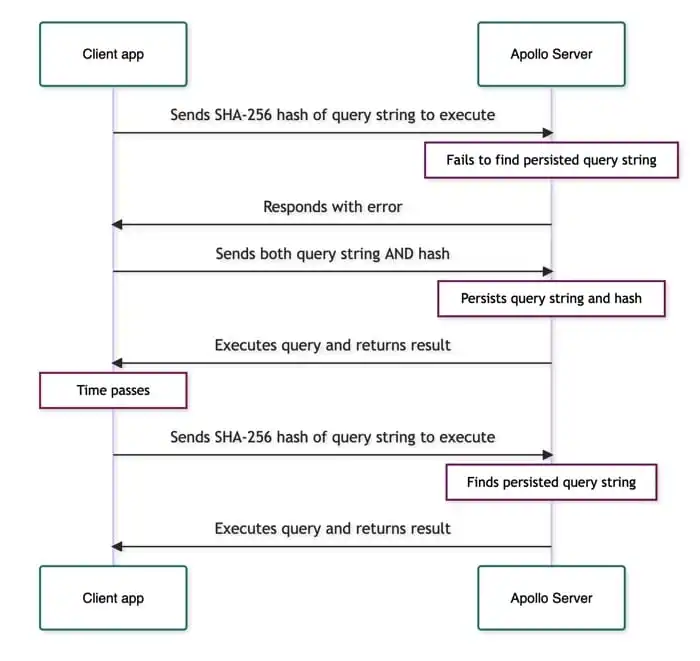 Client app
Apollo Server
Sends SHA-256 hash of query string to execute
Fails to find persisted query string
Responds with error
Sends both query string AND hash
Persists query string and hash
Executes query and returns result
Time passes
Sends SHA-256 hash of query string to execute
Finds persisted query string
Executes query and returns result
Client app
Apollo Server